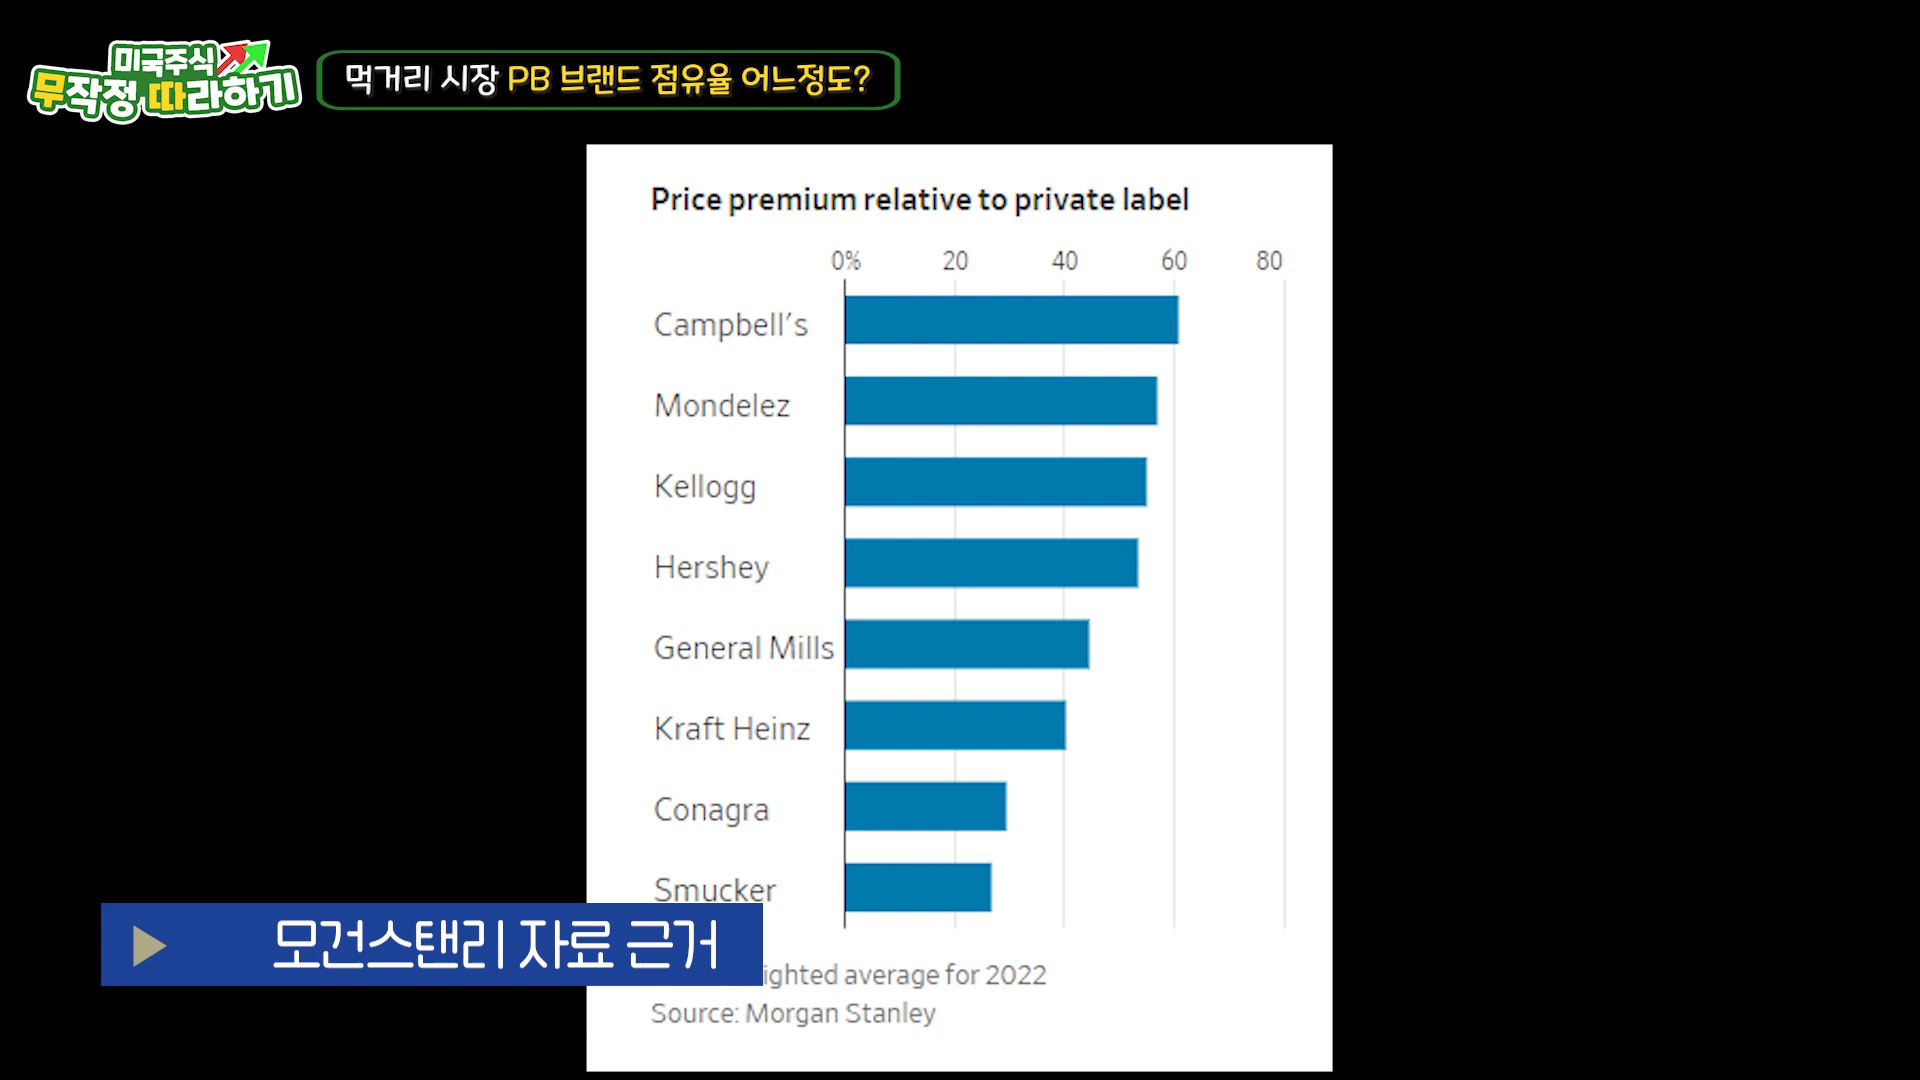 미국주식
무작정 따라하기
먹거리 시장 PB 브랜드 점유율 어느정도?
Price premium relative to private label
0% 20 40 60 80
Campbell's
Mondelez
Kellogg
Hershey
General Mills
Kraft Heinz
Conagra
Smucker
모건스탠리 자료 근거
average for 2022
Source: Morgan Stanley